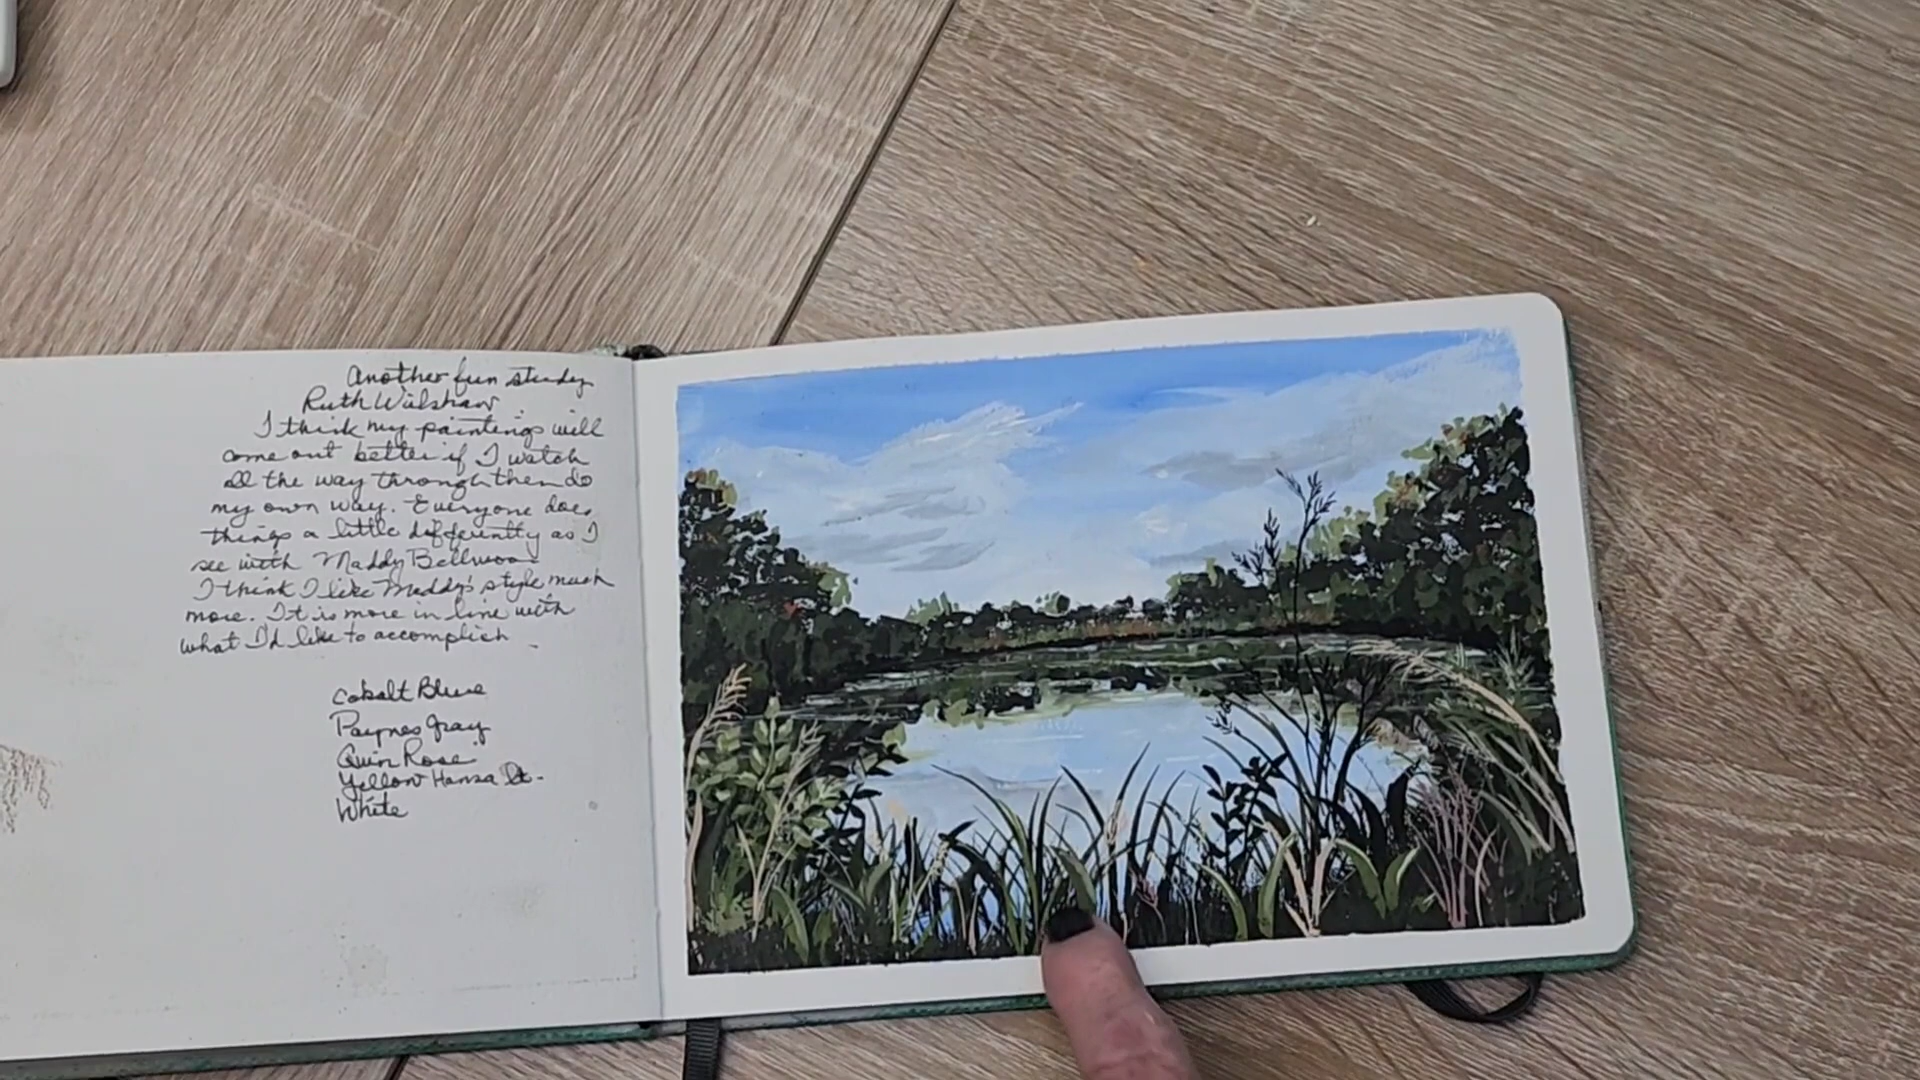 Another fun study
Ruth Wilshaw
I think my paintings will
come out better if I watch
all the way through then do
my own way. Everyone does
things a little differently as I
see with Maddy Bellwoo
I think I like Maddy's style much
more. It is more in line with
what I'd like to accomplish
Cobalt Blue
Paynes Gray
Quin Rose
Yellow Hansa Lt.
White